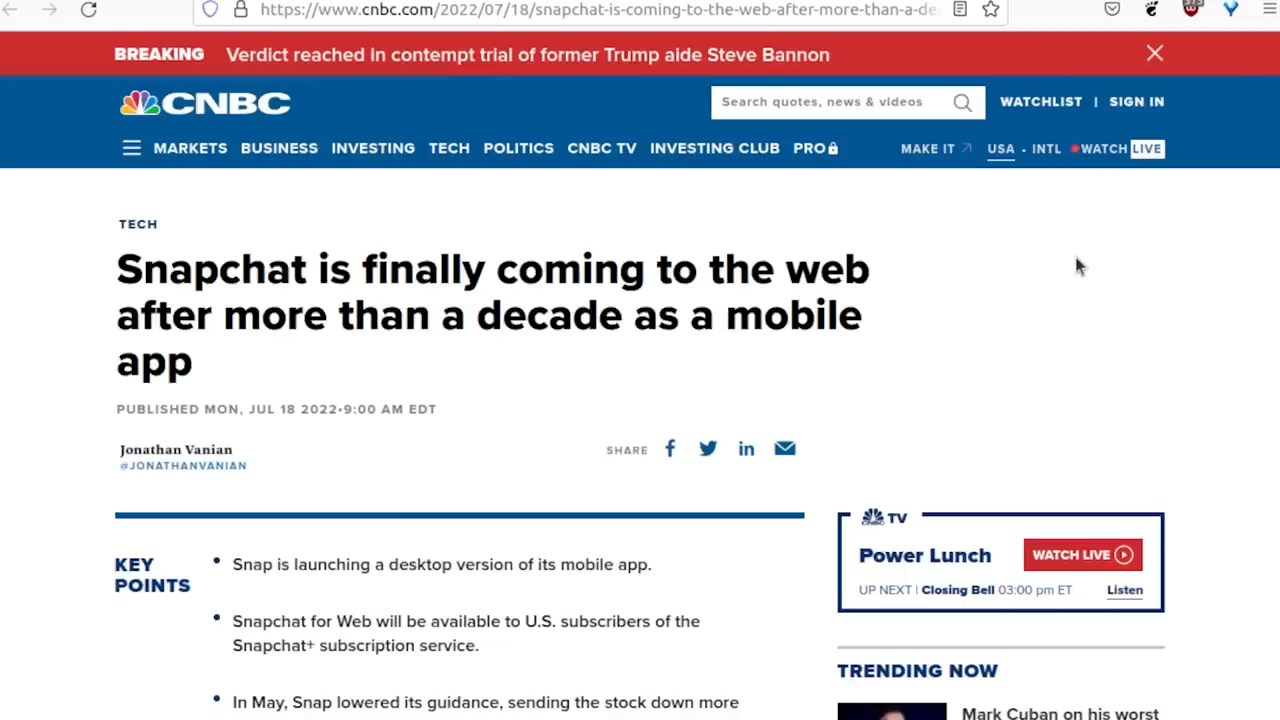 https://www.cnbc.com/2022/07/18/snapchat-is-coming-to-the-web-after-more-than-a-de
BREAKING Verdict reached in contempt trial of former Trump aide Steve Bannon
CNBC
Search quotes, news & videos
WATCHLIST | SIGN IN
MARKETS BUSINESS INVESTING TECH POLITICS CNBC TV INVESTING CLUB PRO
MAKE IT USA • INTL WATCH LIVE
TECH
Snapchat is finally coming to the web
after more than a decade as a mobile
app
PUBLISHED MON, JUL 18 2022•9:00 AM EDT
Jonathan Vanian
@JONATHANVANIAN
SHARE
KEY
POINTS
• Snap is launching a desktop version of its mobile app.
• Snapchat for Web will be available to U.S. subscribers of the
Snapchat+ subscription service.
• In May, Snap lowered its guidance, sending the stock down more
CNBC TV
Power Lunch
WATCH LIVE
UP NEXT | Closing Bell 03:00 pm ET
Listen
TRENDING NOW
Mark Cuban on his worst